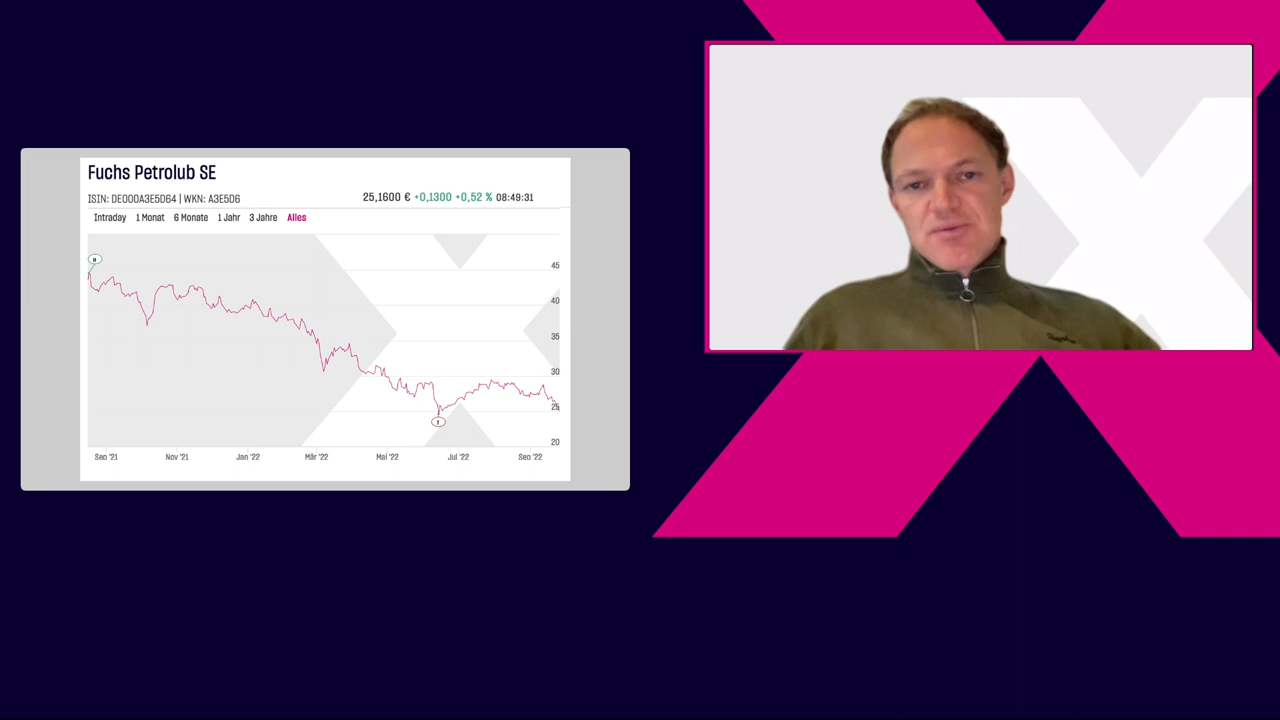 Fuchs Petrolub SE
ISIN: DE000A3E5D64 | WKN: A3E5D6
25,1600 € +0,1300 +0,52 % 08:49:31
Intraday 1 Monat 6 Monate 1 Jahr 3 Jahre Alles
H
45
40
35
30
25
T
20
Sep '21 Nov '21 Jan '22 Mär '22 Mai '22 Jul '22 Sep '22